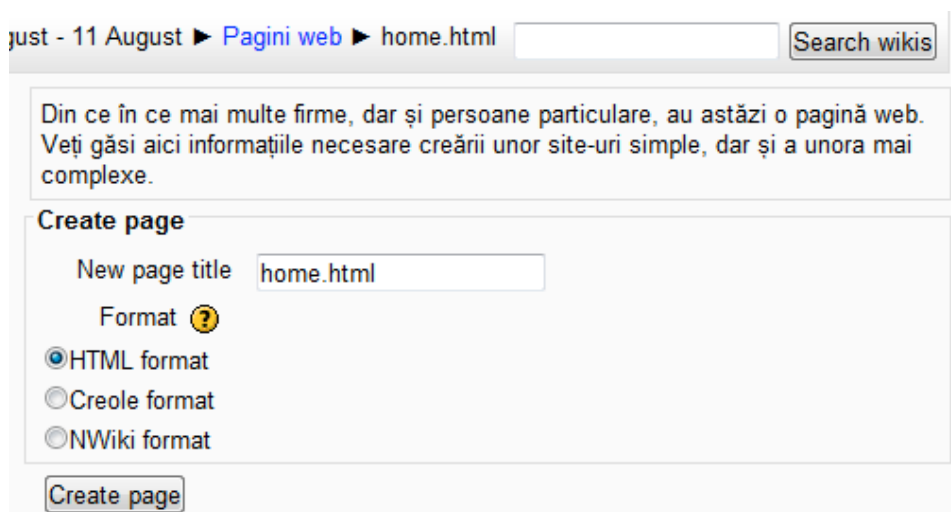 gust - 11 August ► Pagini web ► home.html Search wikis
Din ce în ce mai multe firme, dar și persoane particulare, au astăzi o pagină web.
Veți găsi aici informațiile necesare creării unor site-uri simple, dar și a unora mai
complexe.
Create page
New page title home.html
Format ?
HTML format
Creole format
NWiki format
Create page